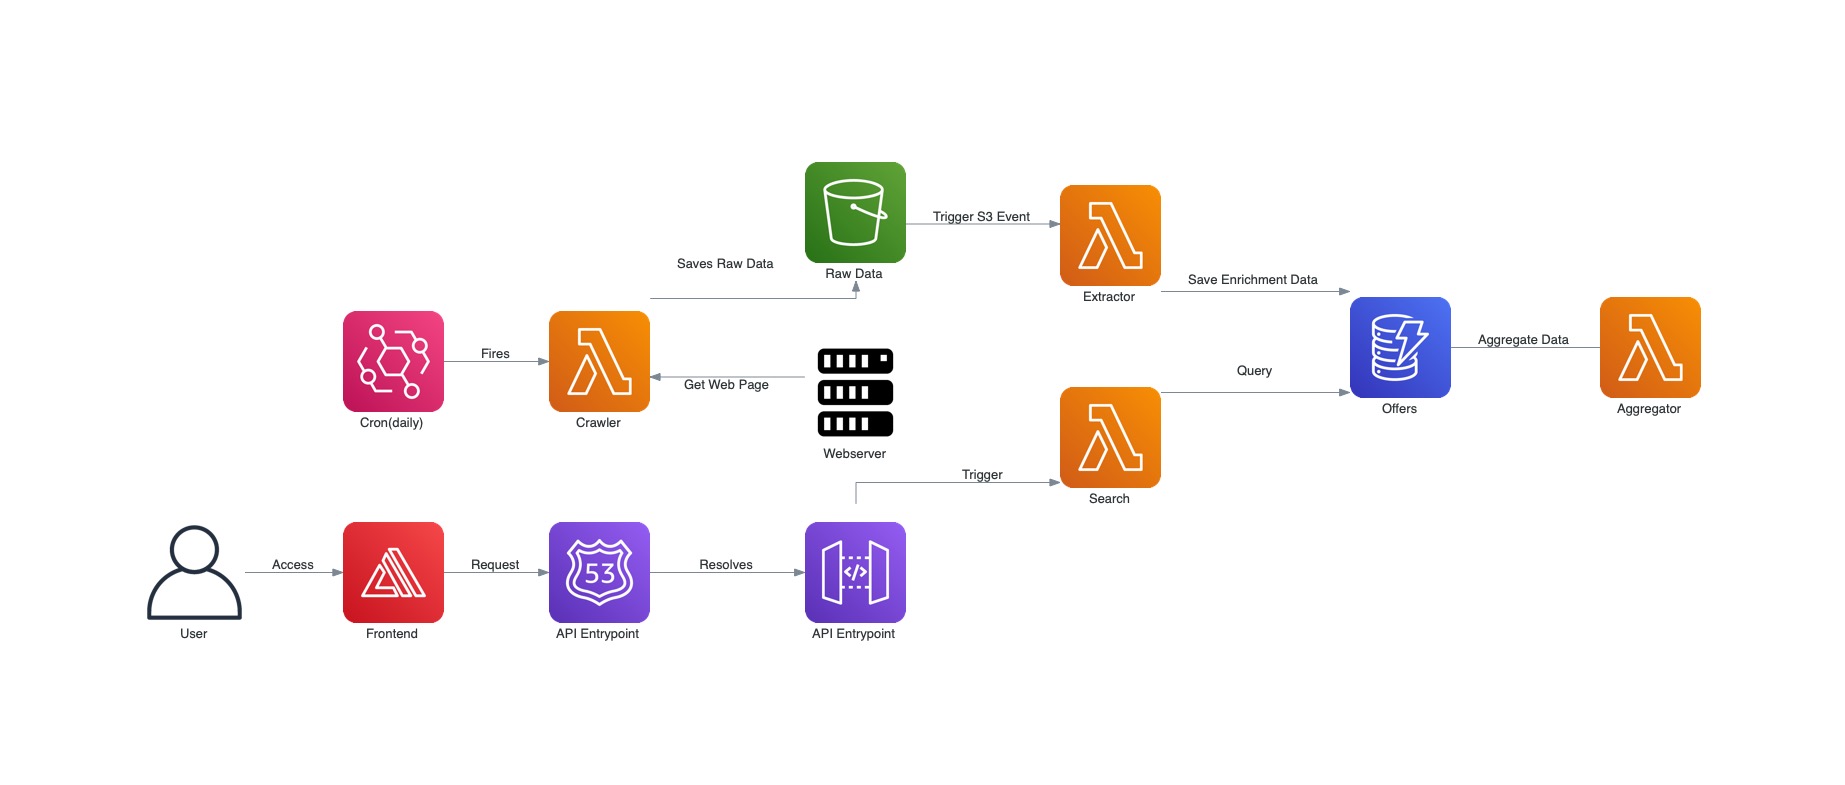 Raw Data
Trigger S3 Event
Extractor
Saves Raw Data
Save Enrichment Data
Cron(daily)
Fires
Crawler
Get Web Page
Webserver
Query
Offers
Aggregate Data
Aggregator
Trigger
Search
User
Access
Frontend
Request
53
API Entrypoint
Resolves
</>
API Entrypoint